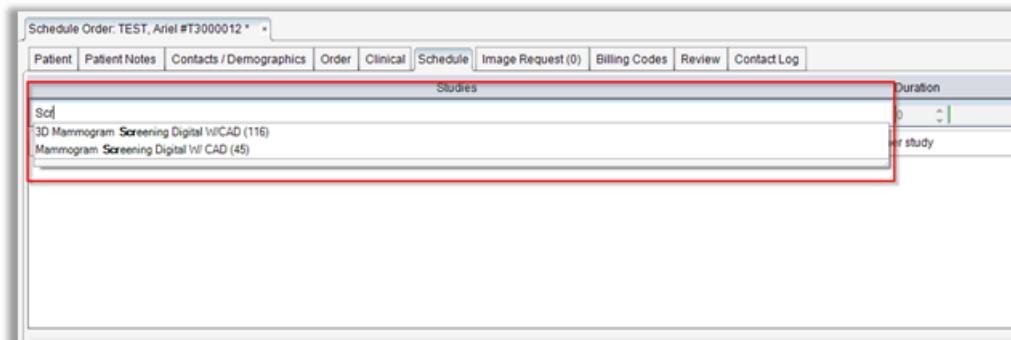 Schedule Order: TEST, Ariel #T3000012 * ×
Patient Patient Notes Contacts / Demographics Order Clinical Schedule Image Request (0) Billing Codes Review Contact Log
Studies Duration
Scr 0
3D Mammogram Screening Digital W/CAD (116)
Mammogram Screening Digital W/ CAD (45)
er study